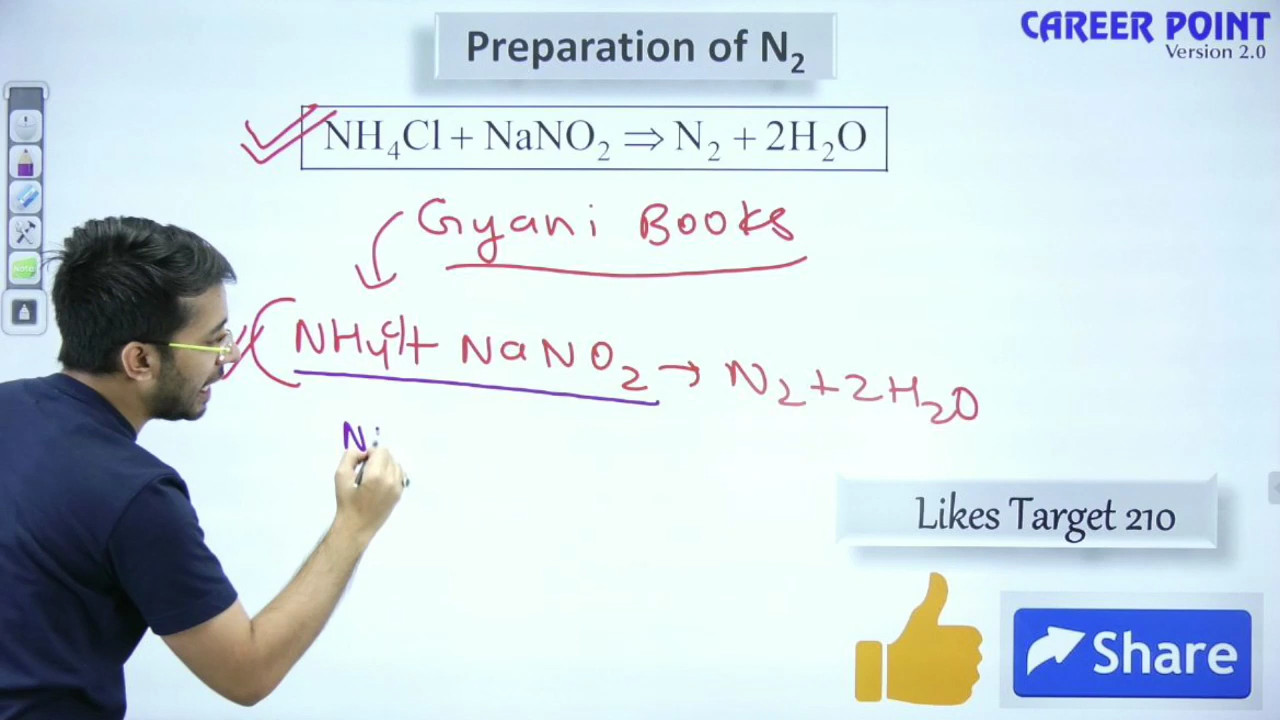 Preparation of N₂
CAREER POINT
Version 2.0
NH₄Cl + NaNO₂ ⇒ N₂ + 2H₂O
Gyani Books
NH₄Cl + NaNO₂ → N₂ + 2H₂O
N
Note
Likes Target 210
Share